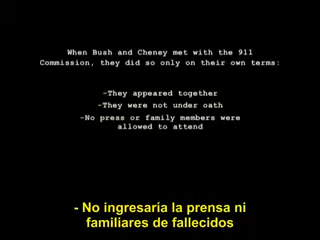 When Bush and Cheney met with the 911
Commission, they did so only on their own terms:
-They appeared together
-They were not under oath
-No press or family members were
allowed to attend
- No ingresaría la prensa ni
familiares de fallecidos